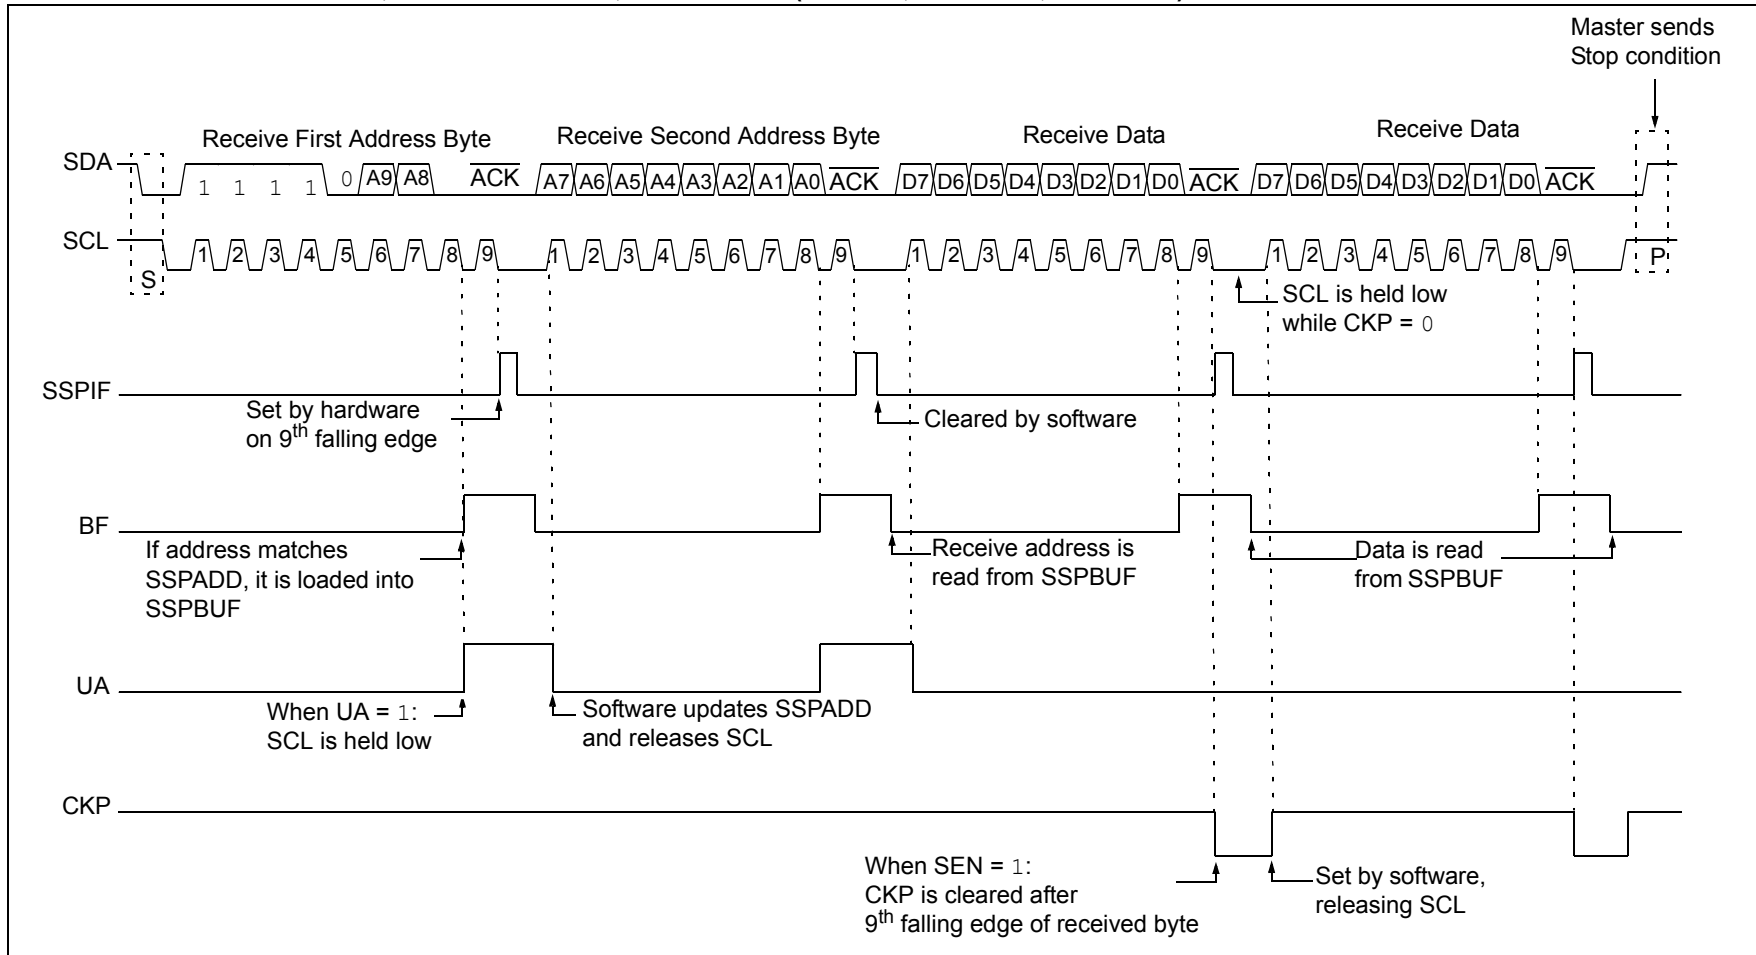 Master sends
Stop condition
Receive First Address Byte
Receive Second Address Byte
Receive Data
Receive Data
SDA
1 1 1 1 0 A9 A8 ACK A7 A6 A5 A4 A3 A2 A1 A0 ACK D7 D6 D5 D4 D3 D2 D1 D0 ACK D7 D6 D5 D4 D3 D2 D1 D0 ACK
SCL
S 1 2 3 4 5 6 7 8 9 1 2 3 4 5 6 7 8 9 1 2 3 4 5 6 7 8 9 1 2 3 4 5 6 7 8 9 P
SCL is held low
while CKP = 0
SSPIF
Set by hardware
on 9th falling edge
Cleared by software
BF
If address matches
SSPADD, it is loaded into
SSPBUF
Receive address is
read from SSPBUF
Data is read
from SSPBUF
UA
When UA = 1:
SCL is held low
Software updates SSPADD
and releases SCL
CKP
When SEN = 1:
CKP is cleared after
9th falling edge of received byte
Set by software,
releasing SCL